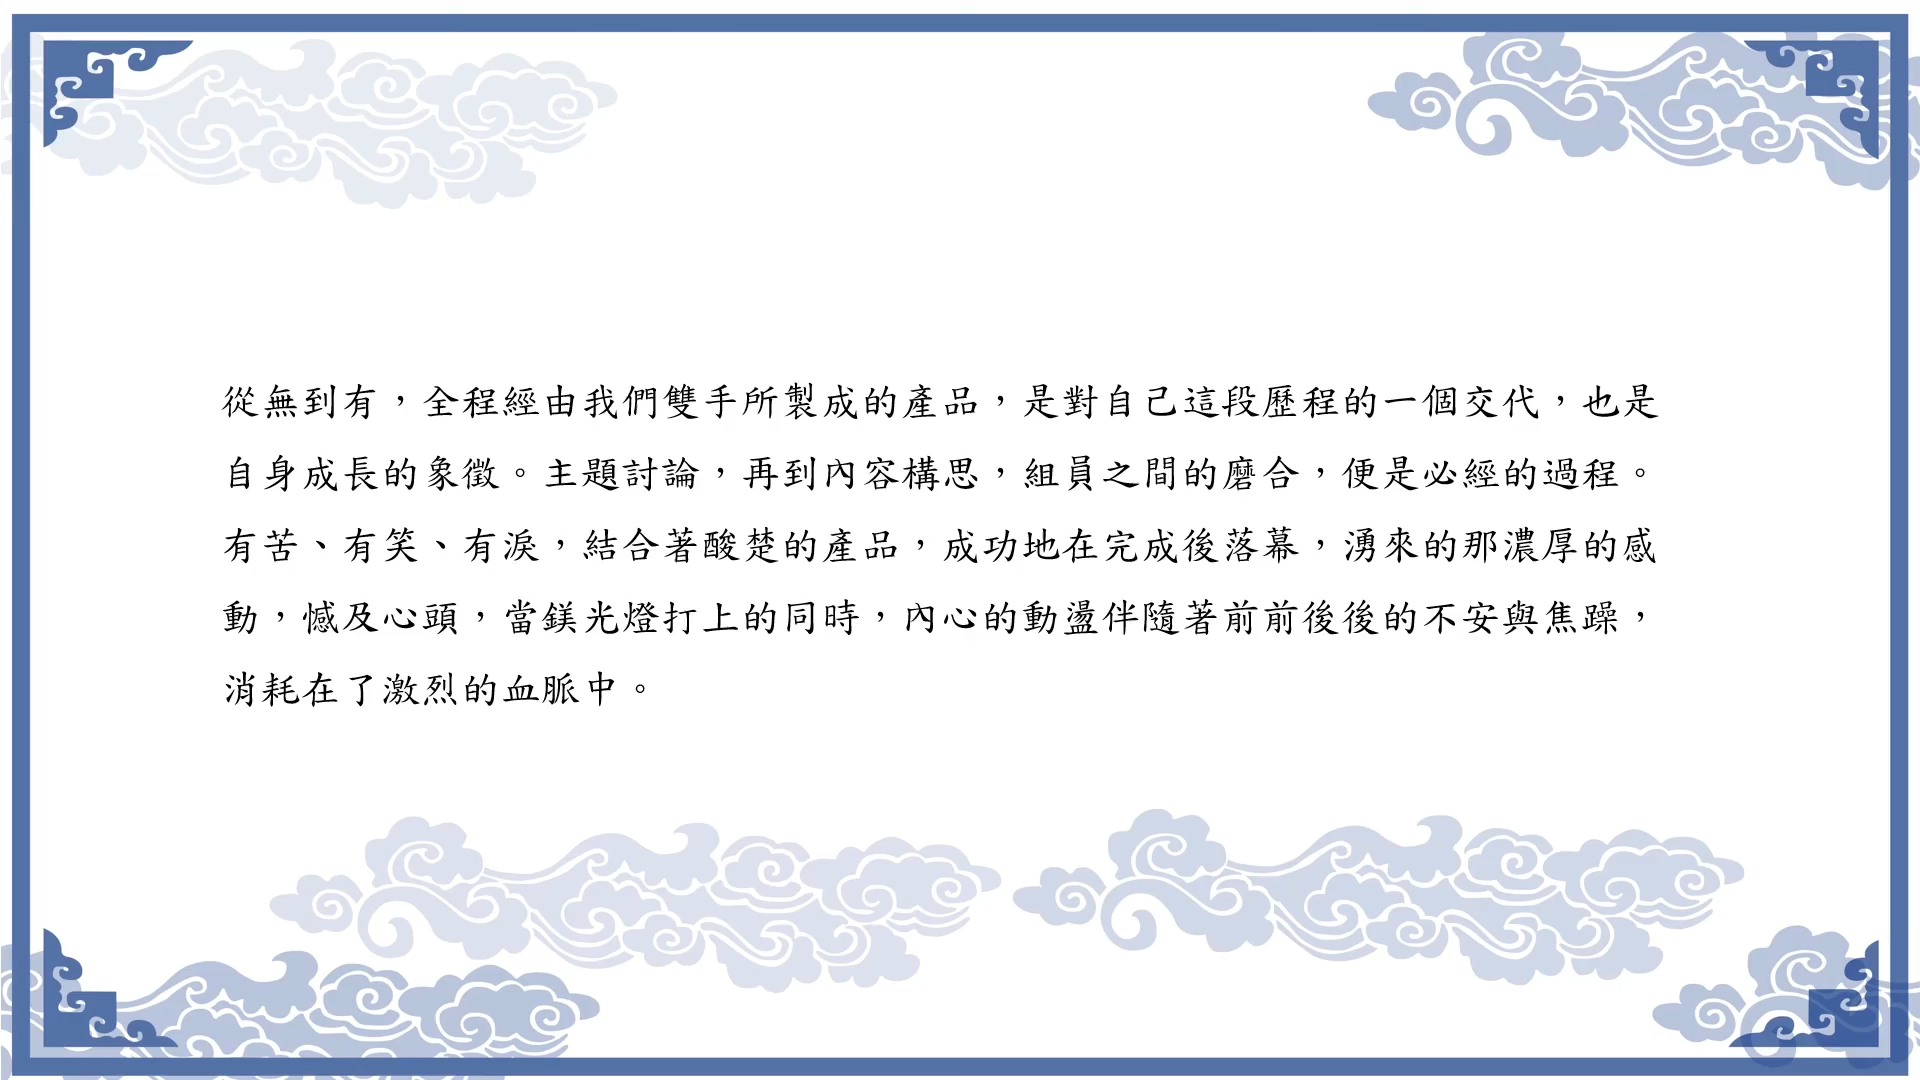 從無到有，全程經由我們雙手所製成的產品，是對自己這段歷程的一個交代，也是
自身成長的象徵。主題討論，再到內容構思，組員之間的磨合，便是必經的過程。
有苦、有笑、有淚，結合著酸楚的產品，成功地在完成後落幕，湧來的那濃厚的感
動，憾及心頭，當鎂光燈打上的同時，內心的動盪伴隨著前前後後的不安與焦躁，
消耗在了激烈的血脈中。